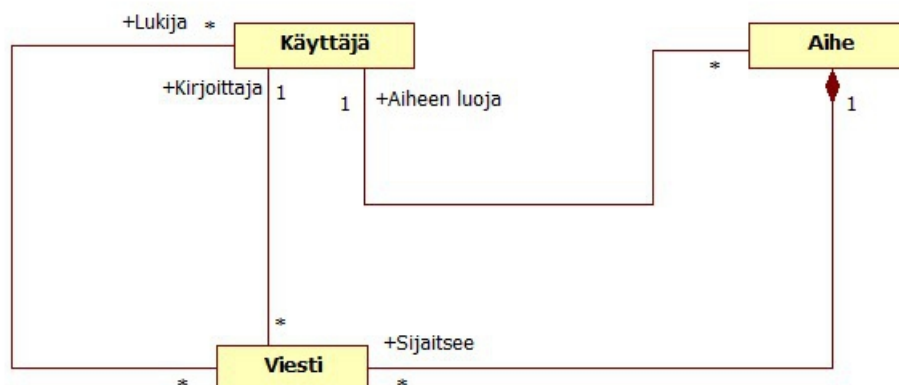 +Lukija *
Käyttäjä
Aihe
+Kirjoittaja 1
1 +Aiheen luoja
*
1
*
+Sijaitsee
Viesti
*
*